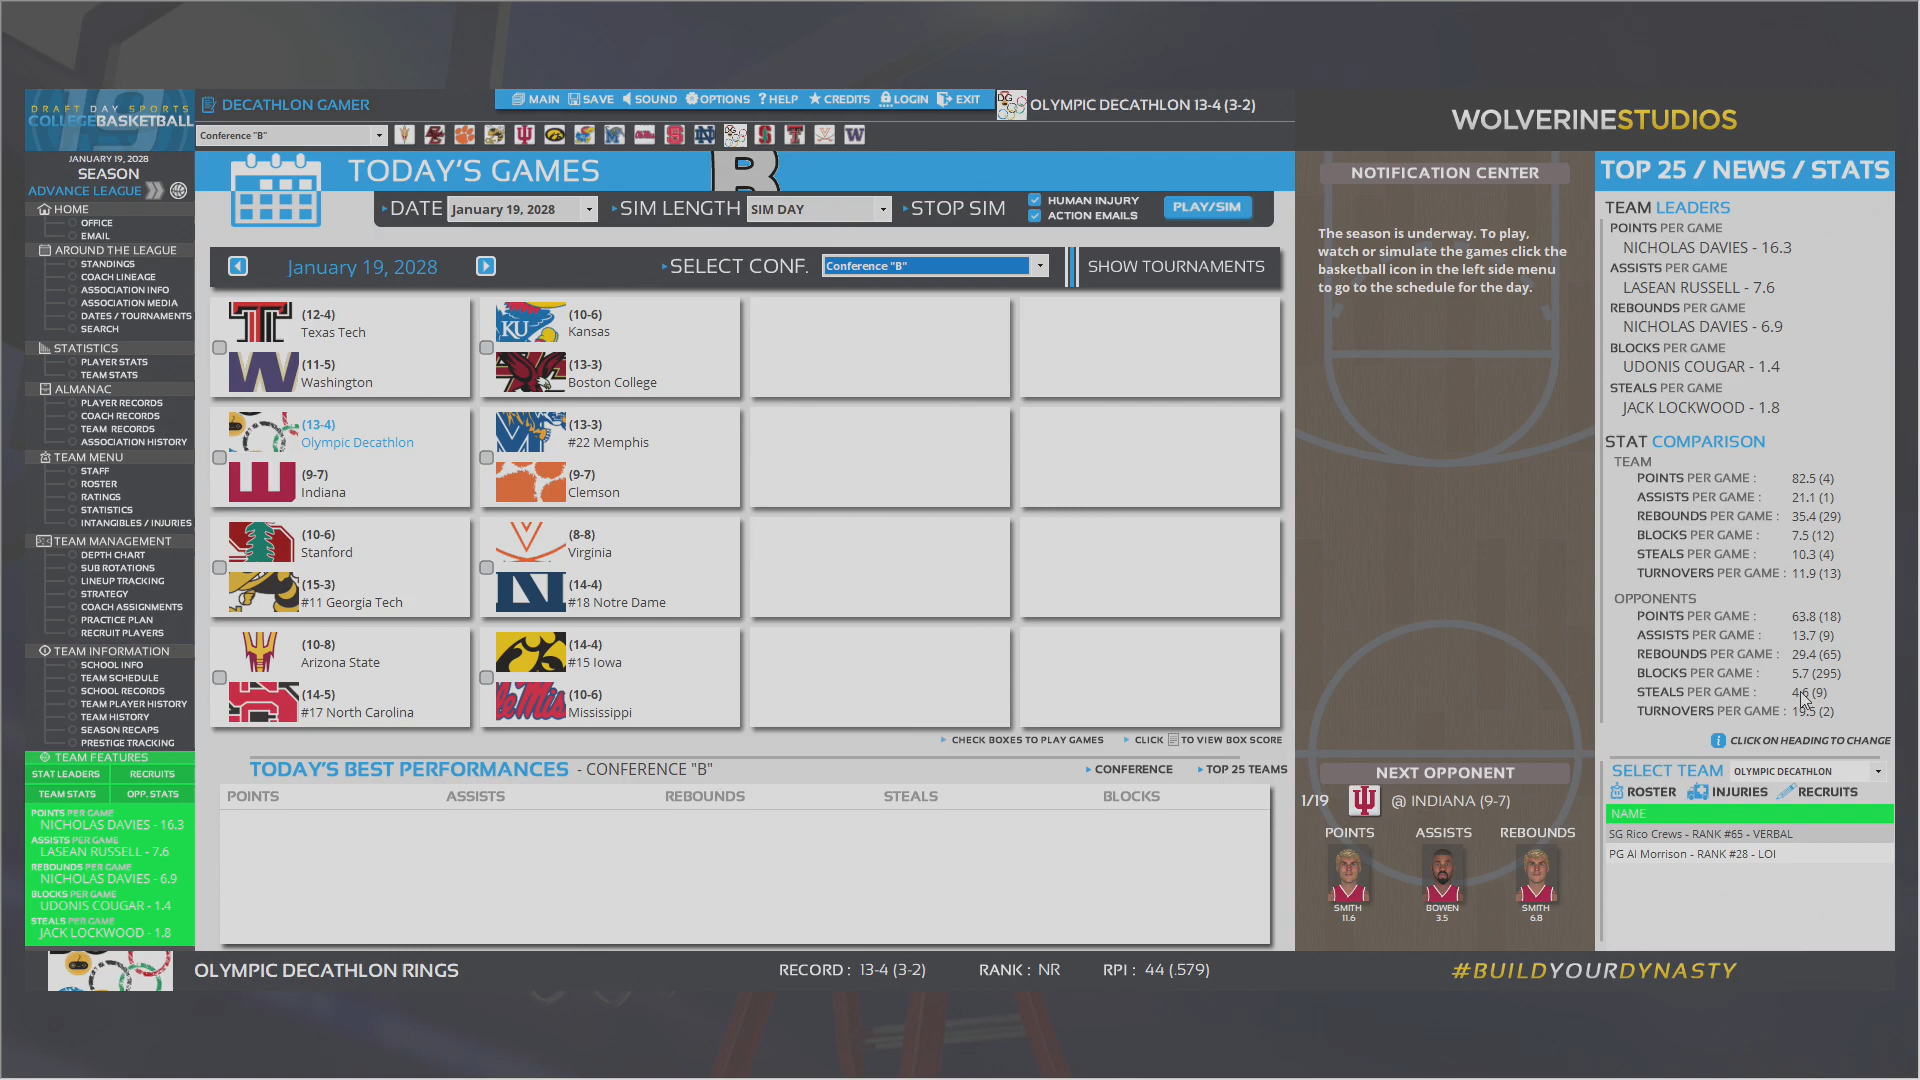 DRAFT DAY SPORTS
COLLEGEBASKETBALL
DECATHLON GAMER
MAIN SAVE SOUND OPTIONS ? HELP CREDITS LOGIN EXIT
OLYMPIC DECATHLON 13-4 (3-2)
WOLVERINESTUDIOS
Conference "B"
JANUARY 19, 2028
SEASON
ADVANCE LEAGUE
HOME
OFFICE
EMAIL
AROUND THE LEAGUE
STANDINGS
COACH LINEAGE
ASSOCIATION INFO
ASSOCIATION MEDIA
DATES / TOURNAMENTS
SEARCH
STATISTICS
PLAYER STATS
TEAM STATS
ALMANAC
PLAYER RECORDS
COACH RECORDS
TEAM RECORDS
ASSOCIATION HISTORY
TEAM MENU
STAFF
ROSTER
RATINGS
STATISTICS
INTANGIBLES / INJURIES
TEAM MANAGEMENT
DEPTH CHART
SUB ROTATIONS
LINEUP TRACKING
STRATEGY
COACH ASSIGNMENTS
PRACTICE PLAN
RECRUIT PLAYERS
TEAM INFORMATION
SCHOOL INFO
TEAM SCHEDULE
SCHOOL RECORDS
TEAM PLAYER HISTORY
TEAM HISTORY
SEASON RECAPS
PRESTIGE TRACKING
TEAM FEATURES
STAT LEADERS RECRUITS
TEAM STATS OPP. STATS
POINTS PER GAME
NICHOLAS DAVIES - 16.3
ASSISTS PER GAME
LASEAN RUSSELL - 7.6
REBOUNDS PER GAME
NICHOLAS DAVIES - 6.9
BLOCKS PER GAME
UDONIS COUGAR - 1.4
STEALS PER GAME
JACK LOCKWOOD - 1.8
TODAY'S GAMES
B
DATE January 19, 2028 SIM LENGTH SIM DAY STOP SIM
HUMAN INJURY
ACTION EMAILS
PLAY/SIM
January 19, 2028 SELECT CONF. Conference "B" SHOW TOURNAMENTS
(12-4)
Texas Tech
(11-5)
Washington
(10-6)
Kansas
KU
(13-3)
Boston College
(13-4)
Olympic Decathlon
(9-7)
Indiana
(13-3)
#22 Memphis
(9-7)
Clemson
(10-6)
Stanford
(15-3)
#11 Georgia Tech
(8-8)
Virginia
(14-4)
#18 Notre Dame
(10-8)
Arizona State
(14-5)
#17 North Carolina
(14-4)
#15 Iowa
(10-6)
Mississippi
Ole Miss
CHECK BOXES TO PLAY GAMES CLICK TO VIEW BOX SCORE
TODAY'S BEST PERFORMANCES - CONFERENCE "B" CONFERENCE TOP 25 TEAMS
POINTS ASSISTS REBOUNDS STEALS BLOCKS
NOTIFICATION CENTER
The season is underway. To play,
watch or simulate the games click the
basketball icon in the left side menu
to go to the schedule for the day.
NEXT OPPONENT
1/19 @ INDIANA (9-7)
POINTS ASSISTS REBOUNDS
SMITH BOWEN SMITH
11.6 3.5 6.8
TOP 25 / NEWS / STATS
TEAM LEADERS
POINTS PER GAME
NICHOLAS DAVIES - 16.3
ASSISTS PER GAME
LASEAN RUSSELL - 7.6
REBOUNDS PER GAME
NICHOLAS DAVIES - 6.9
BLOCKS PER GAME
UDONIS COUGAR - 1.4
STEALS PER GAME
JACK LOCKWOOD - 1.8
STAT COMPARISON
TEAM
POINTS PER GAME : 82.5 (4)
ASSISTS PER GAME : 21.1 (1)
REBOUNDS PER GAME : 35.4 (29)
BLOCKS PER GAME : 7.5 (12)
STEALS PER GAME : 10.3 (4)
TURNOVERS PER GAME : 11.9 (13)
OPPONENTS
POINTS PER GAME : 63.8 (18)
ASSISTS PER GAME : 13.7 (9)
REBOUNDS PER GAME : 29.4 (65)
BLOCKS PER GAME : 5.7 (295)
STEALS PER GAME : 4.6 (9)
TURNOVERS PER GAME : 19.5 (2)
CLICK ON HEADING TO CHANGE
SELECT TEAM OLYMPIC DECATHLON
ROSTER INJURIES RECRUITS
NAME
SG Rico Crews - RANK #65 - VERBAL
PG Al Morrison - RANK #28 - LOI
OLYMPIC DECATHLON RINGS
RECORD : 13-4 (3-2) RANK : NR RPI : 44 (.579)
#BUILDYOURDYNASTY